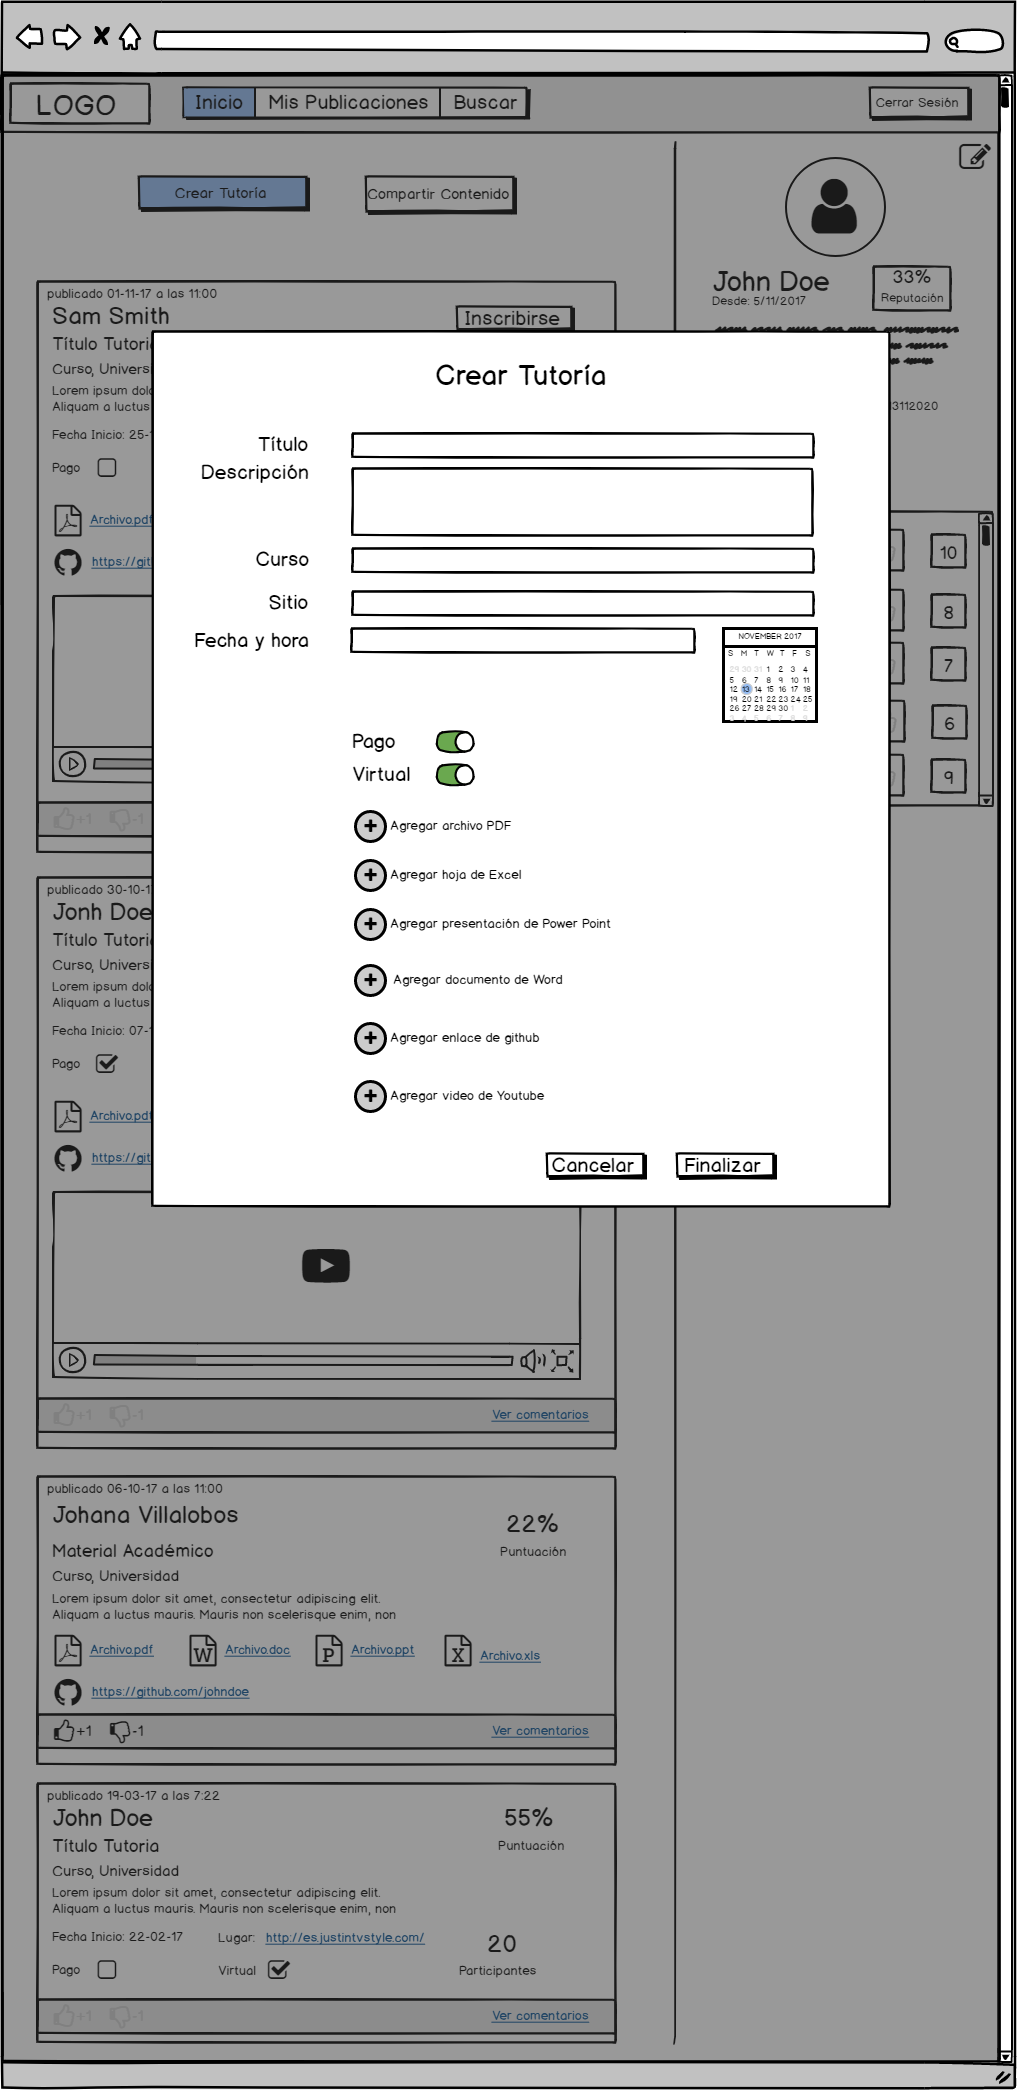 LOGO
Inicio
Mis Publicaciones
Buscar
Cerrar Sesión
Crear Tutoría
Compartir Contenido
John Doe
Desde: 5/11/2017
33%
Reputación
3112020
10
8
7
6
9
publicado 01-11-17 a las 11:00
Sam Smith
Inscribirse
Título Tutori
Curso, Univers
Lorem ipsum dolo
Aliquam a luctus
Fecha Inicio: 25-1
Pago
Archivo.pdf
https://git
+1
-1
Crear Tutoría
Título
Descripción
Curso
Sitio
Fecha y hora
NOVEMBER 2017
S M T W T F S
29 30 31 1 2 3 4
5 6 7 8 9 10 11
12 13 14 15 16 17 18
19 20 21 22 23 24 25
26 27 28 29 30 1 2
3 4 5 6 7 8 9
Pago
Virtual
Agregar archivo PDF
Agregar hoja de Excel
Agregar presentación de Power Point
Agregar documento de Word
Agregar enlace de github
Agregar video de Youtube
Cancelar
Finalizar
publicado 30-10-1
Jonh Doe
Título Tutori
Curso, Univers
Lorem ipsum dolo
Aliquam a luctus
Fecha Inicio: 07-1
Pago
Archivo.pdf
https://git
+1
-1
Ver comentarios
publicado 06-10-17 a las 11:00
Johana Villalobos
22%
Puntuación
Material Académico
Curso, Universidad
Lorem ipsum dolor sit amet, consectetur adipiscing elit.
Aliquam a luctus mauris. Mauris non scelerisque enim, non
Archivo.pdf
W Archivo.doc
P Archivo.ppt
X Archivo.xls
https://github.com/johndoe
+1
-1
Ver comentarios
publicado 19-03-17 a las 7:22
John Doe
55%
Puntuación
Título Tutoria
Curso, Universidad
Lorem ipsum dolor sit amet, consectetur adipiscing elit.
Aliquam a luctus mauris. Mauris non scelerisque enim, non
Fecha Inicio: 22-02-17
Lugar: http://es.justintvstyle.com/
20
Participantes
Pago
Virtual
+1
-1
Ver comentarios